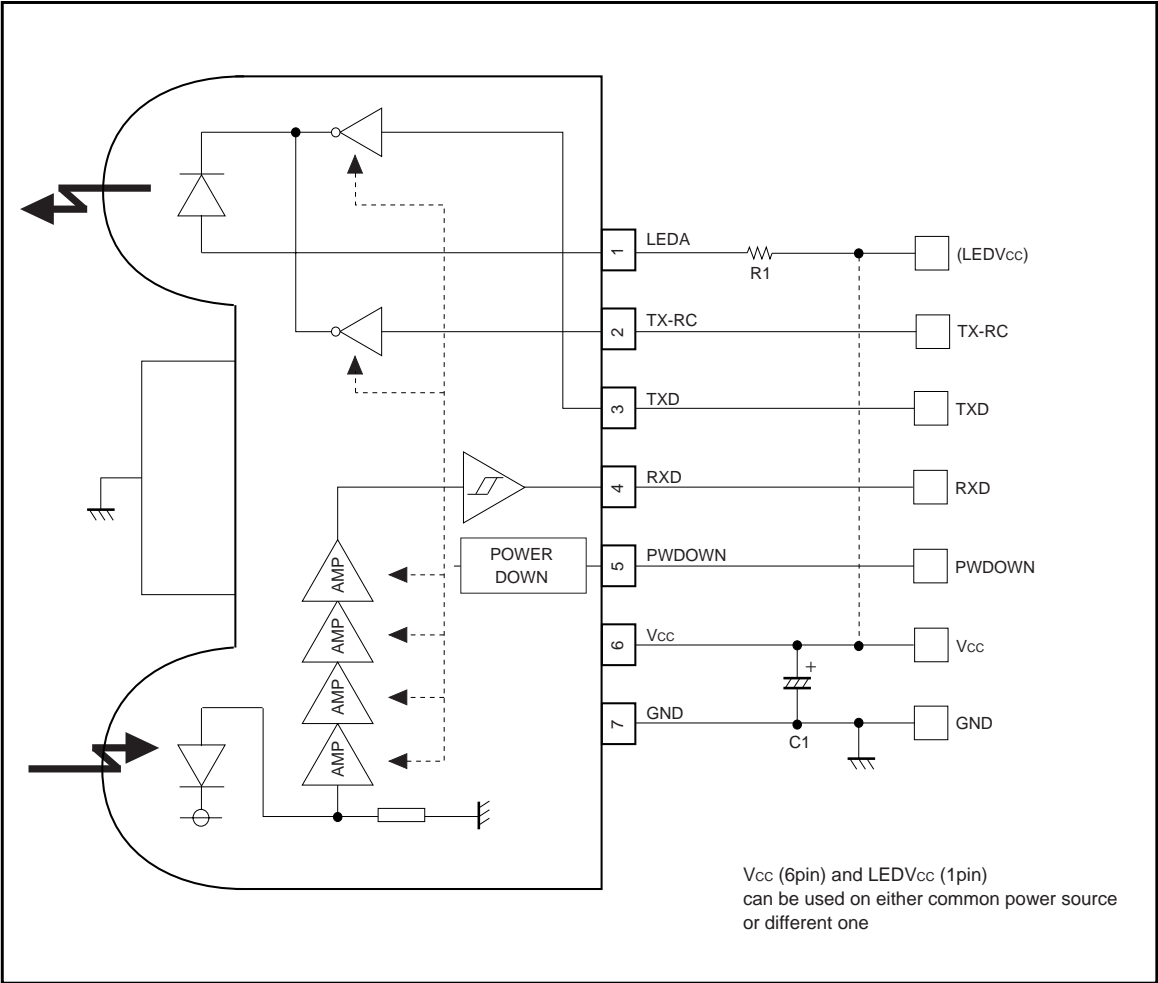 1 LEDA
R1
(LEDVCC)
2 TX-RC
TX-RC
3 TXD
TXD
4 RXD
RXD
POWER
DOWN
5 PWDOWN
PWDOWN
AMP
AMP
AMP
AMP
6 VCC
+
VCC
7 GND
C1
GND
VCC (6pin) and LEDVCC (1pin)
can be used on either common power source
or different one